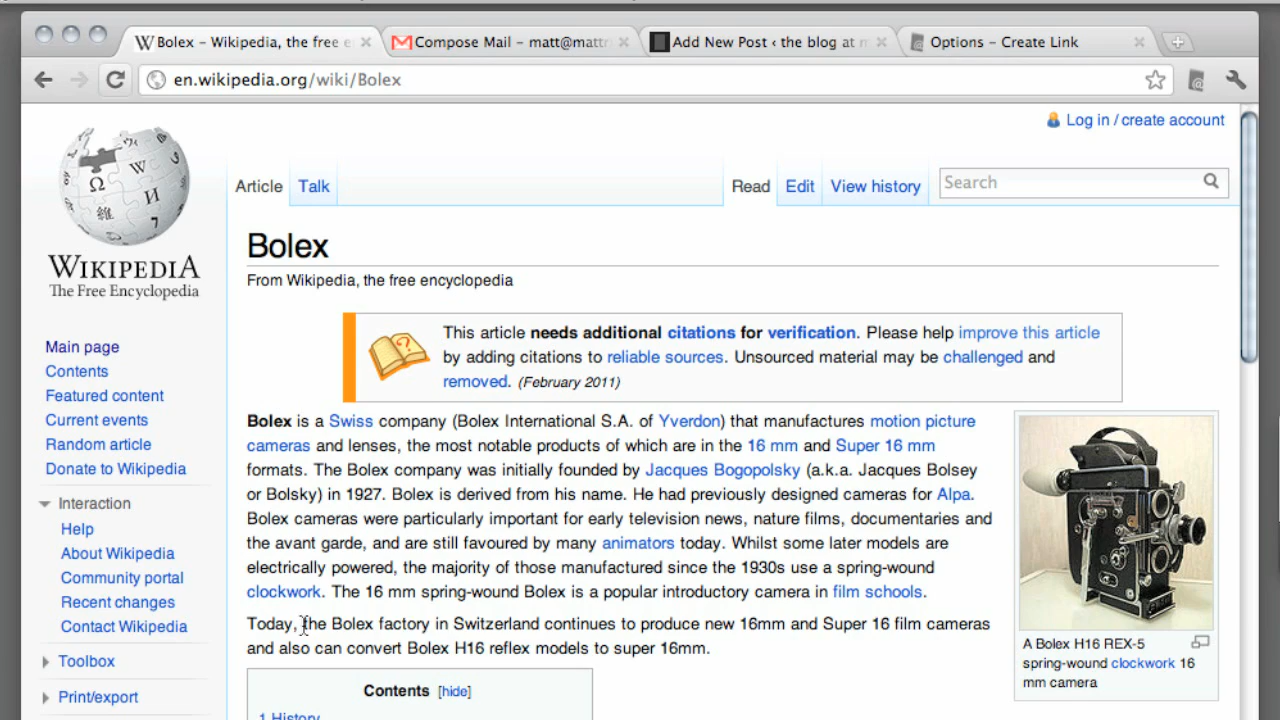 Bolex – Wikipedia, the free e
Compose Mail – matt@mattr
Add New Post ‹ the blog at m
Options – Create Link
en.wikipedia.org/wiki/Bolex
Log in / create account
Article Talk Read Edit View history Search
WIKIPEDIA
The Free Encyclopedia
Main page
Contents
Featured content
Current events
Random article
Donate to Wikipedia
Interaction
Help
About Wikipedia
Community portal
Recent changes
Contact Wikipedia
Toolbox
Print/export
Bolex
From Wikipedia, the free encyclopedia
This article needs additional citations for verification. Please help improve this article
by adding citations to reliable sources. Unsourced material may be challenged and
removed. (February 2011)
Bolex is a Swiss company (Bolex International S.A. of Yverdon) that manufactures motion picture
cameras and lenses, the most notable products of which are in the 16 mm and Super 16 mm
formats. The Bolex company was initially founded by Jacques Bogopolsky (a.k.a. Jacques Bolsey
or Bolsky) in 1927. Bolex is derived from his name. He had previously designed cameras for Alpa.
Bolex cameras were particularly important for early television news, nature films, documentaries and
the avant garde, and are still favoured by many animators today. Whilst some later models are
electrically powered, the majority of those manufactured since the 1930s use a spring-wound
clockwork. The 16 mm spring-wound Bolex is a popular introductory camera in film schools.
Today, the Bolex factory in Switzerland continues to produce new 16mm and Super 16 film cameras
and also can convert Bolex H16 reflex models to super 16mm.
A Bolex H16 REX-5
spring-wound clockwork 16
mm camera
Contents [hide]
1 History